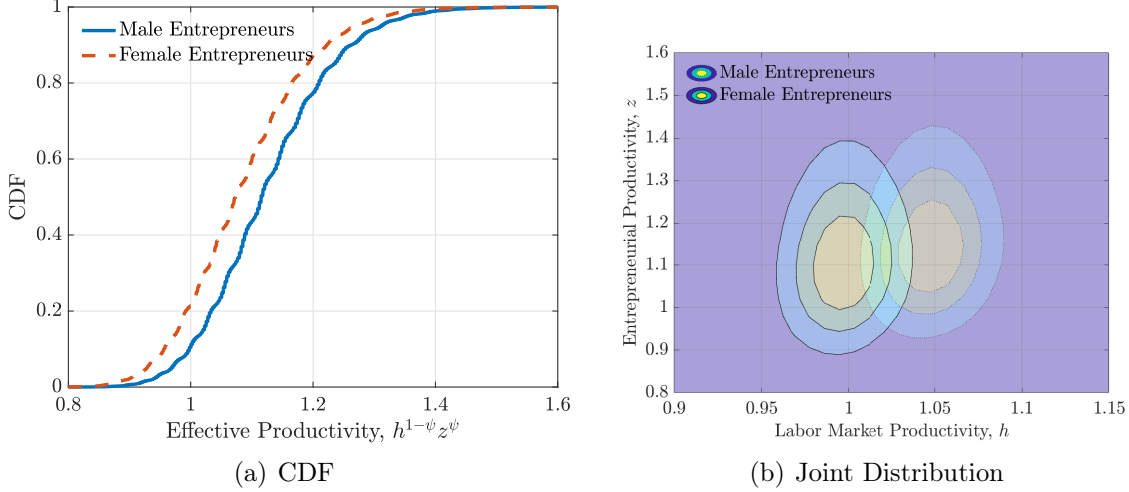 1
0.8
0.6
0.4
0.2
0
CDF
Male Entrepreneurs
Female Entrepreneurs
0.8 1 1.2 1.4 1.6
Effective Productivity, h^{1−ψ}z^{ψ}
(a) CDF
1.6
1.5
1.4
1.3
1.2
1.1
1
0.9
0.8
Entrepreneurial Productivity, z
Male Entrepreneurs
Female Entrepreneurs
0.9 0.95 1 1.05 1.1 1.15
Labor Market Productivity, h
(b) Joint Distribution